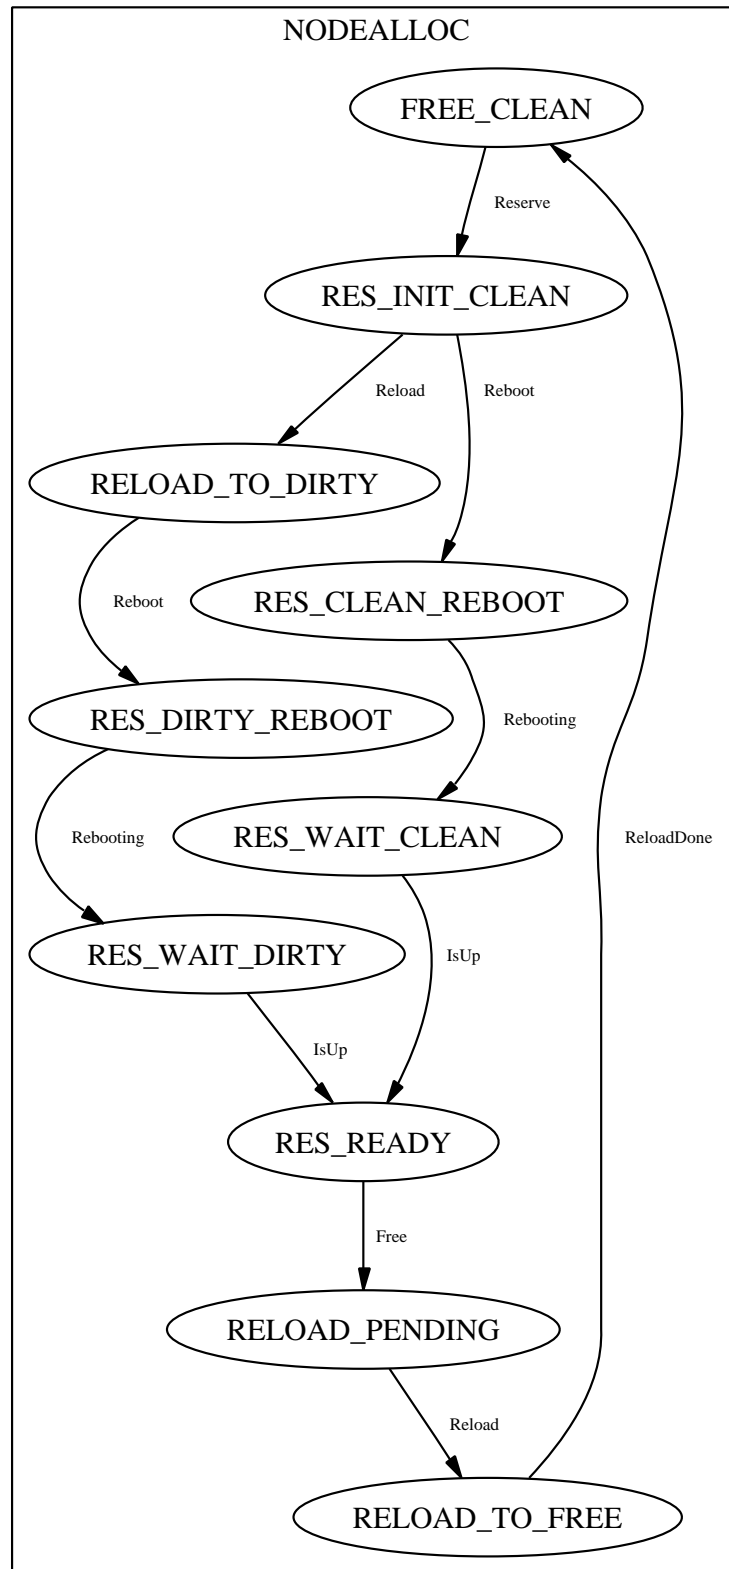 NODEALLOC
FREE_CLEAN
Reserve
RES_INIT_CLEAN
Reload
Reboot
RELOAD_TO_DIRTY
RES_CLEAN_REBOOT
Reboot
RES_DIRTY_REBOOT
Rebooting
RES_WAIT_CLEAN
Rebooting
ReloadDone
RES_WAIT_DIRTY
IsUp
IsUp
RES_READY
Free
RELOAD_PENDING
Reload
RELOAD_TO_FREE